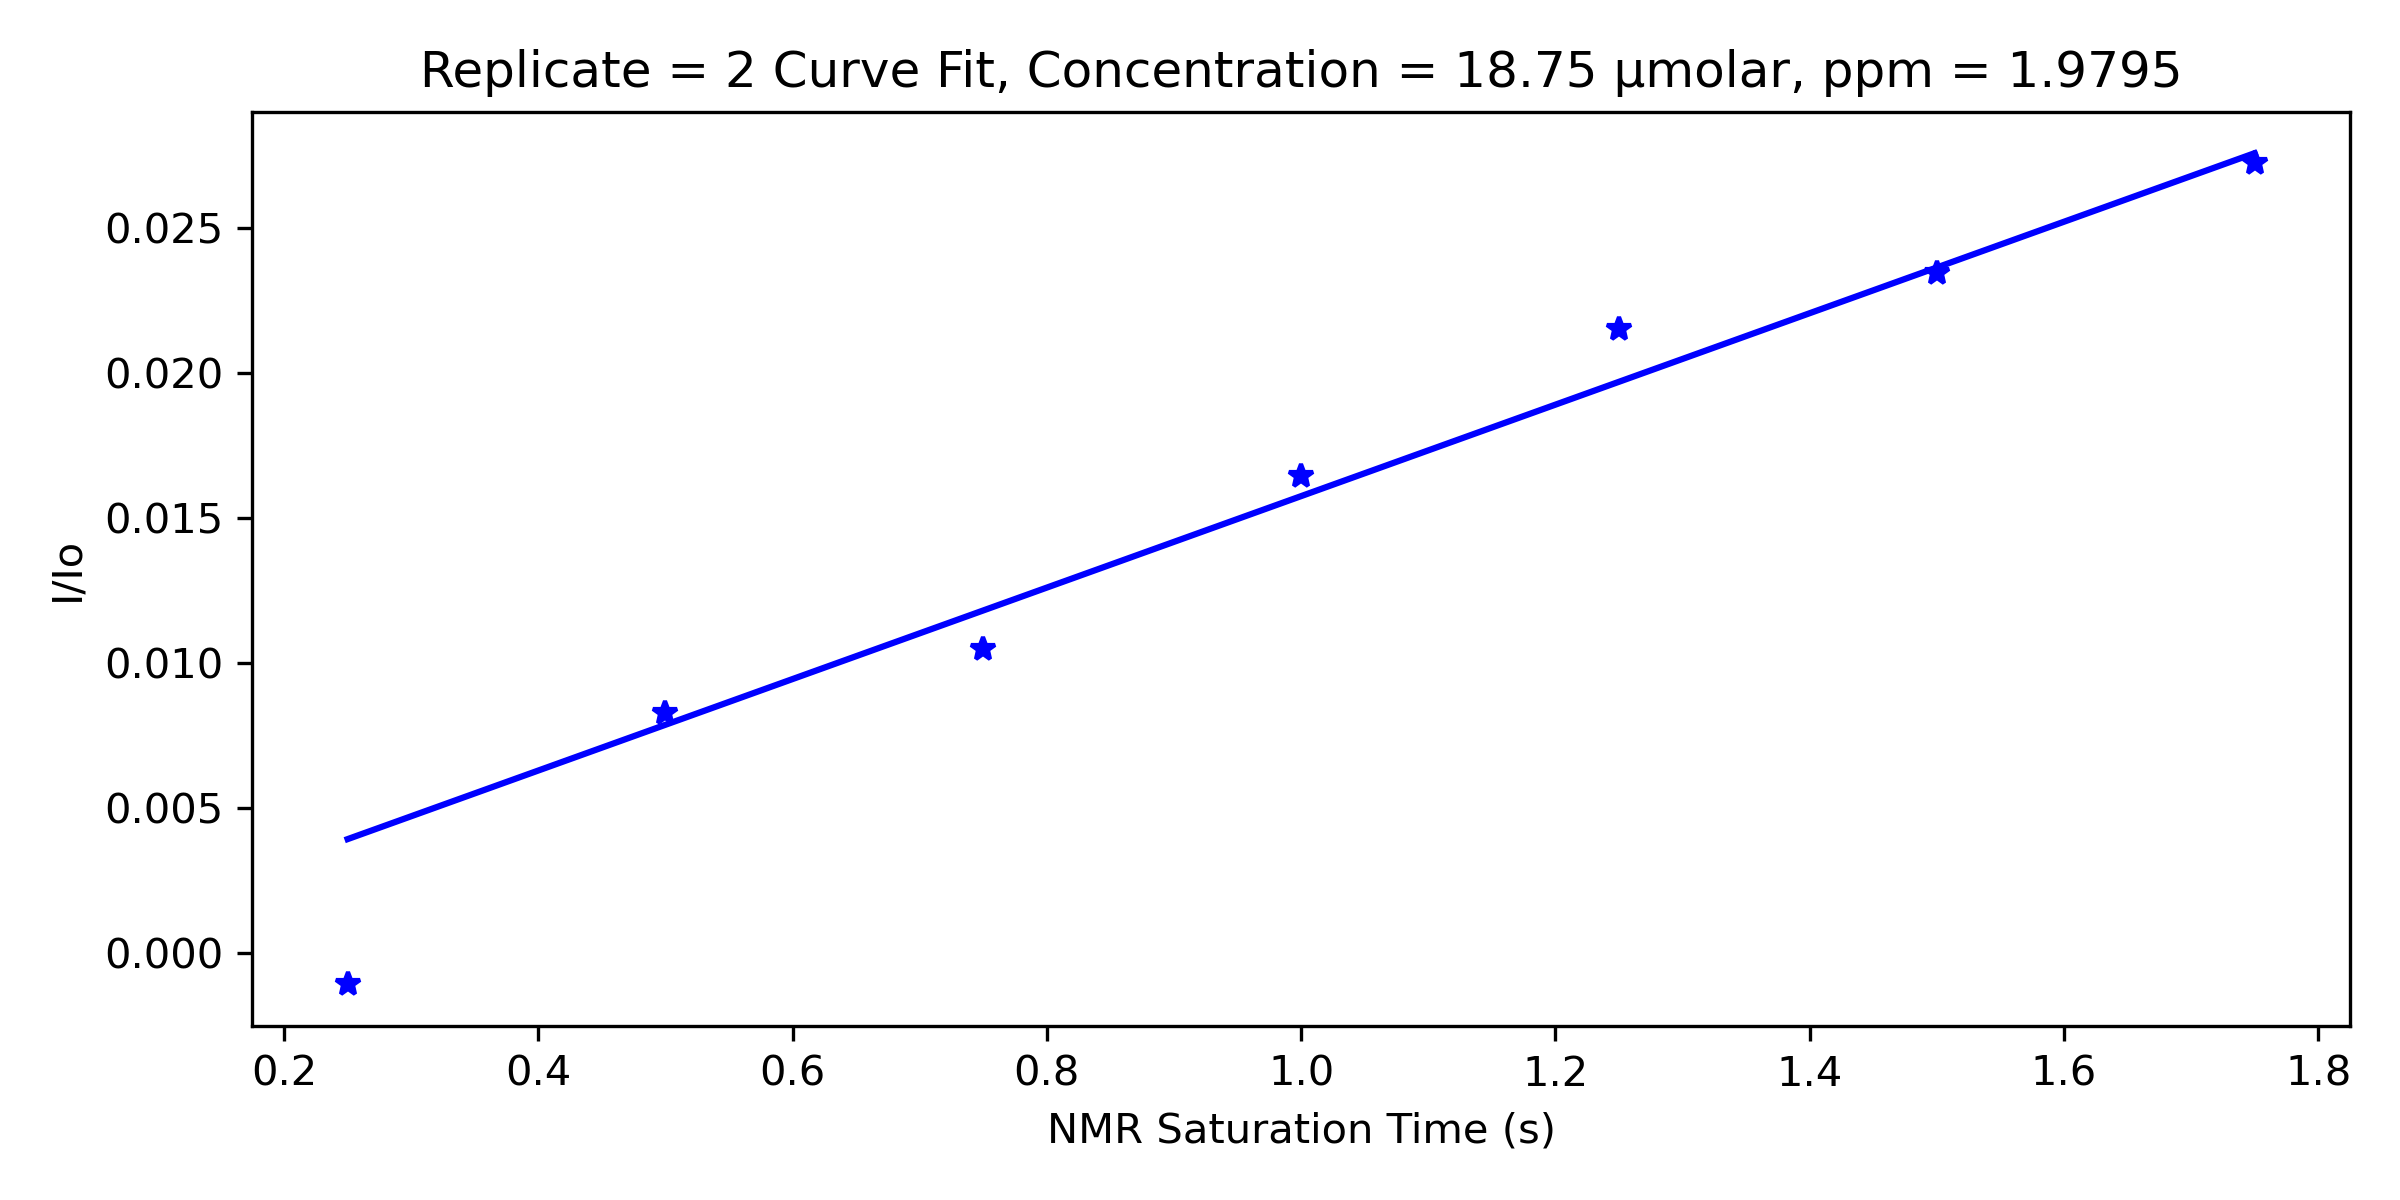 Replicate = 2 Curve Fit, Concentration = 18.75 µmolar, ppm = 1.9795
0.025
0.020
0.015
0.010
0.005
0.000
I/Io
0.2 0.4 0.6 0.8 1.0 1.2 1.4 1.6 1.8
NMR Saturation Time (s)